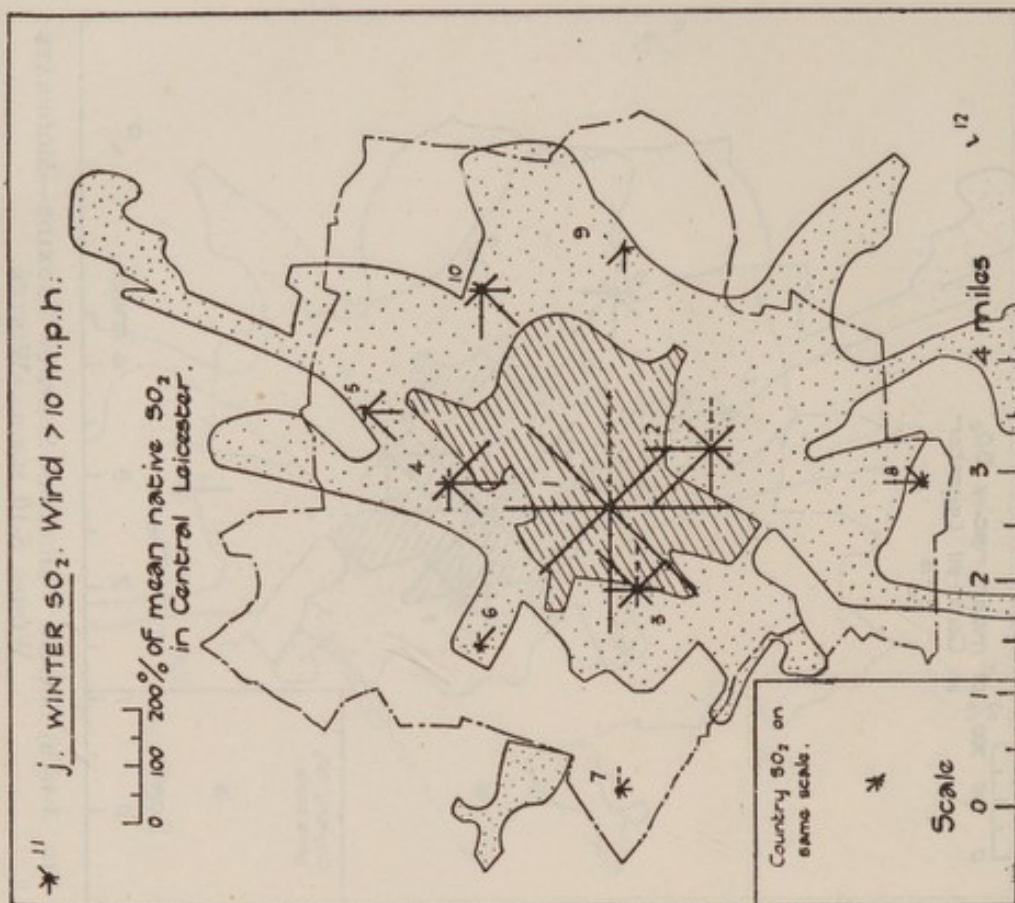 j. WINTER SO₂. Wind > 10 m.p.h.
0 100 200% of mean native SO₂
in Central Leicester.
11
5
10
4
6
9
1
2
7
3
8
12
Country SO₂ on
same scale.
Scale
0 1 2 3 4 miles